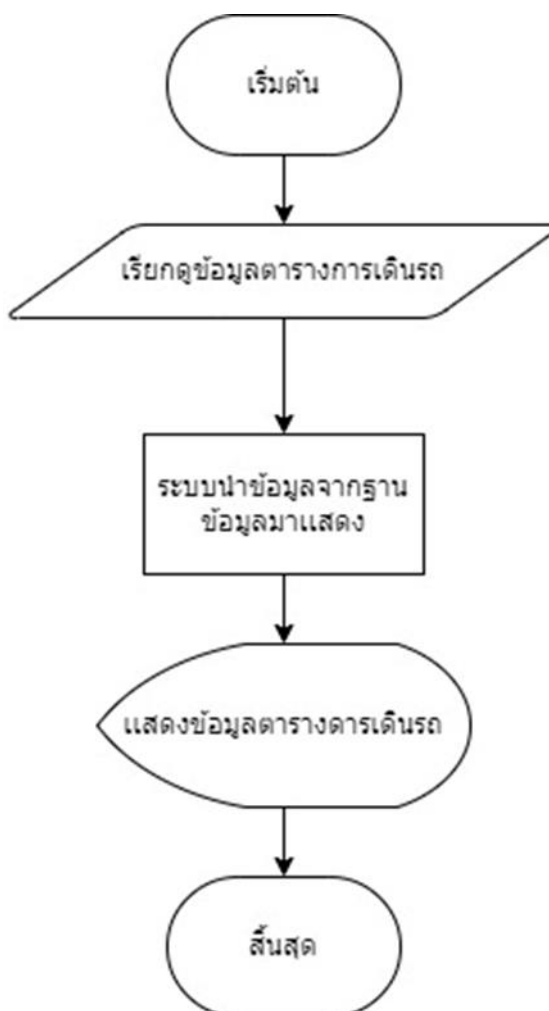 เริ่มต้น
เรียกดูข้อมูลตารางการเดินรถ
ระบบนำข้อมูลจากฐาน
ข้อมูลมาแสดง
แสดงข้อมูลตารางดารเดินรถ
สิ้นสุด